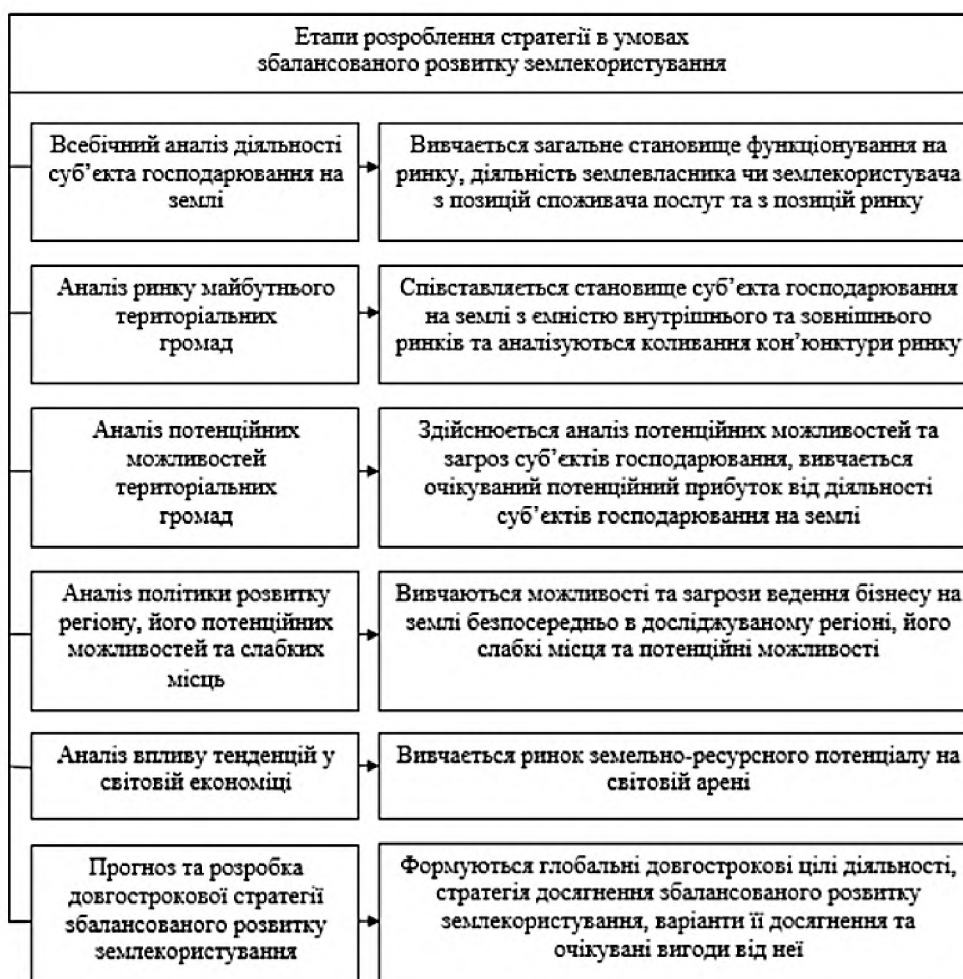 Етапи розроблення стратегії в умовах
збалансованого розвитку землекористування
Всебічний аналіз діяльності
суб’єкта господарювання на
землі
Вивчається загальне становище функціонування на
ринку, діяльність землевласника чи землекористувача
з позицій споживача послуг та з позицій ринку
Аналіз ринку майбутнього
територіальних
громад
Співставляється становище суб’єкта господарювання
на землі з ємністю внутрішнього та зовнішнього
ринків та аналізуються коливання кон’юнктури ринку
Аналіз потенційних
можливостей
територіальних
громад
Здійснюється аналіз потенційних можливостей та
загроз суб’єктів господарювання, вивчається
очікуваний потенційний прибуток від діяльності
суб’єктів господарювання на землі
Аналіз політики розвитку
регіону, його потенційних
можливостей та слабких
місць
Вивчаються можливості та загрози ведення бізнесу на
землі безпосередньо в досліджуваному регіоні, його
слабкі місця та потенційні можливості
Аналіз впливу тенденцій у
світовій економіці
Вивчається ринок земельно-ресурсного потенціалу на
світовій арені
Прогноз та розробка
довгострокової стратегії
збалансованого розвитку
землекористування
Формуються глобальні довгострокові цілі діяльності,
стратегія досягнення збалансованого розвитку
землекористування, варіанти її досягнення та
очікувані вигоди від неї